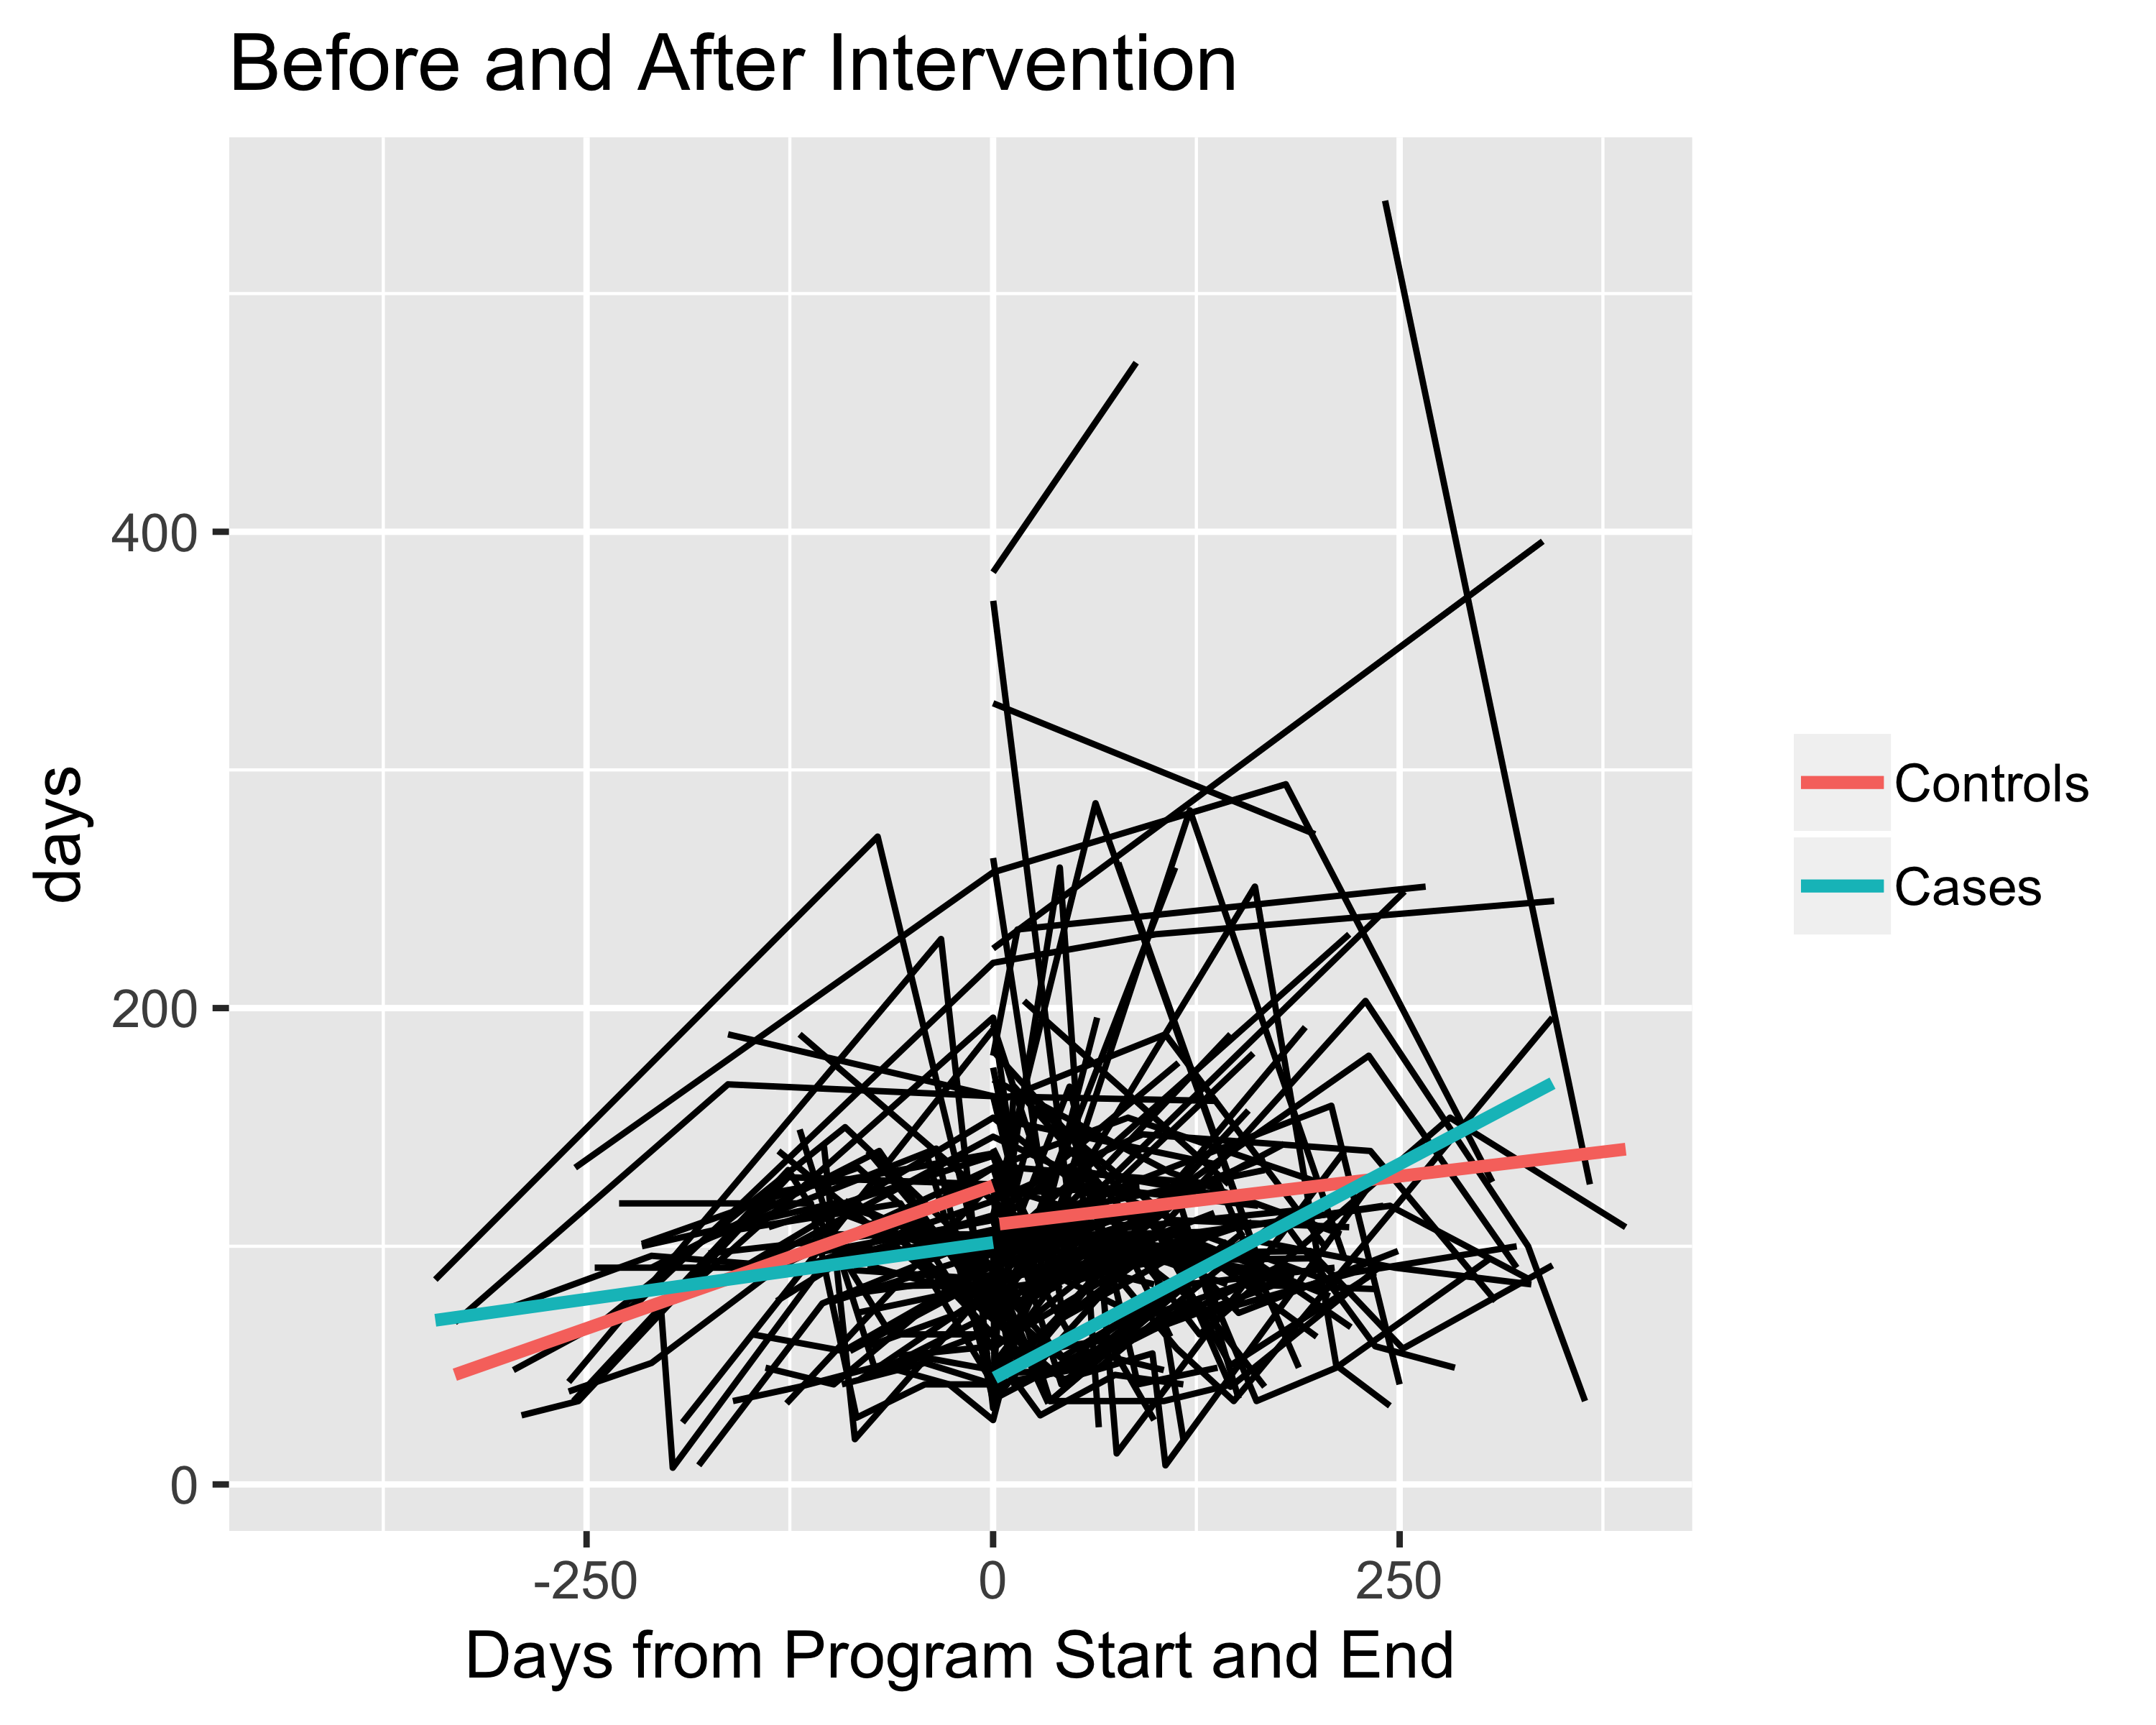 Before and After Intervention
days
400
200
0
-250
0
250
Days from Program Start and End
Controls
Cases